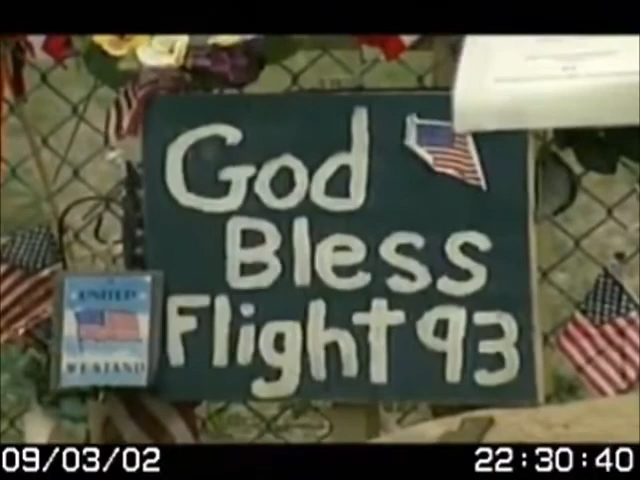 God
Bless
Flight 93
UNITED
WE STAND
09/03/02
22:30:40